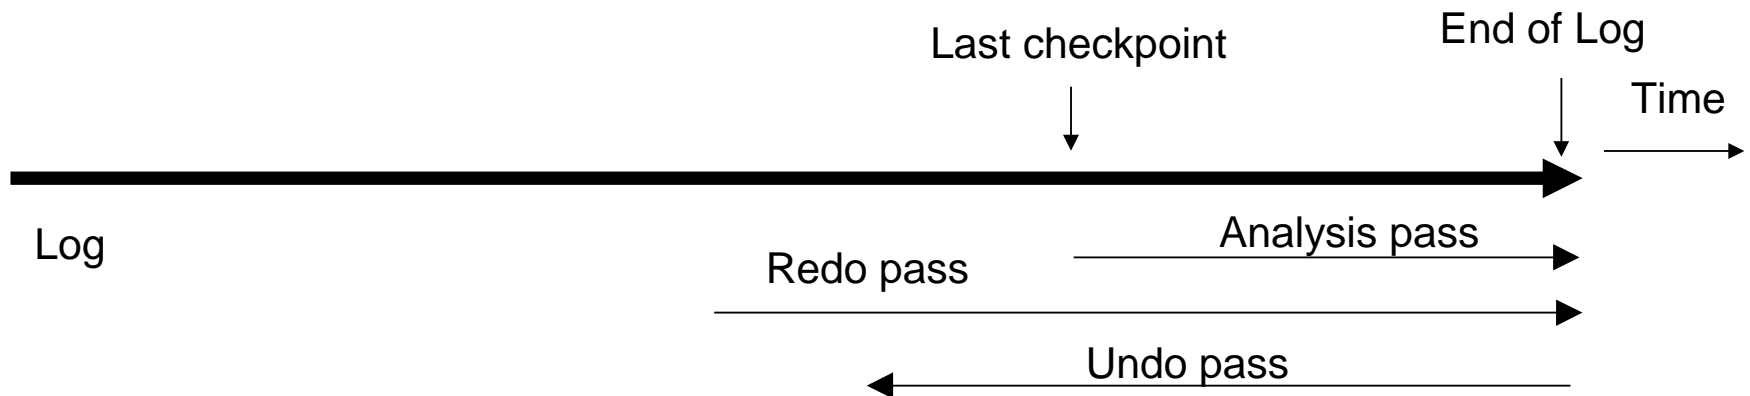 Last checkpoint
End of Log
Time
Log
Analysis pass
Redo pass
Undo pass